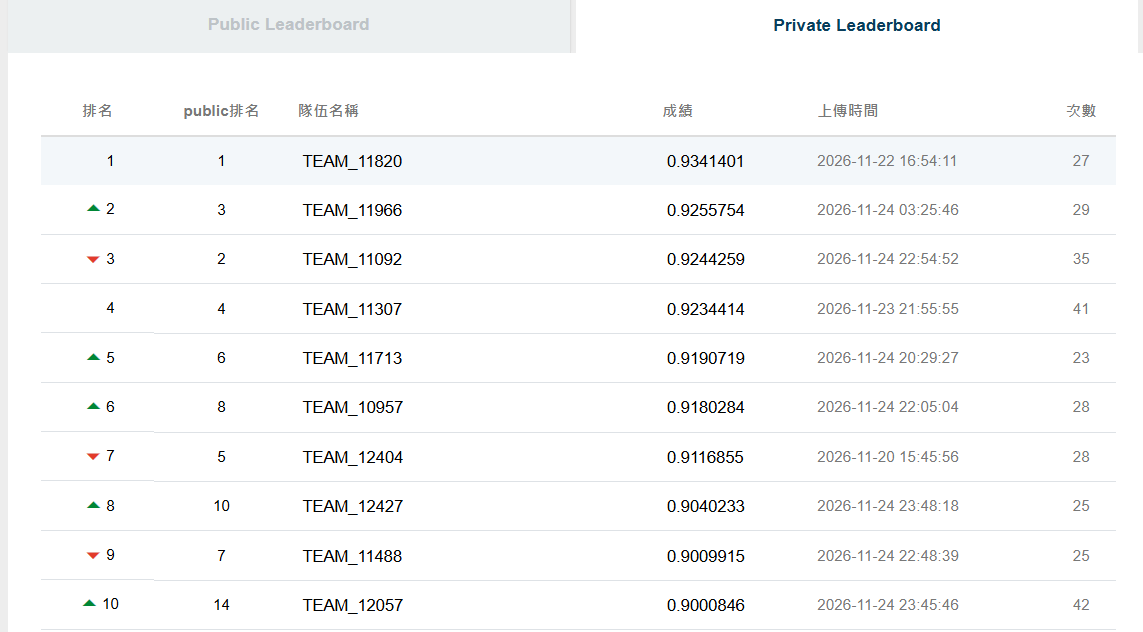 Public Leaderboard Private Leaderboard
排名 public排名 隊伍名稱 成績 上傳時間 次數
1 1 TEAM_11820 0.9341401 2026-11-22 16:54:11 27
2 3 TEAM_11966 0.9255754 2026-11-24 03:25:46 29
3 2 TEAM_11092 0.9244259 2026-11-24 22:54:52 35
4 4 TEAM_11307 0.9234414 2026-11-23 21:55:55 41
5 6 TEAM_11713 0.9190719 2026-11-24 20:29:27 23
6 8 TEAM_10957 0.9180284 2026-11-24 22:05:04 28
7 5 TEAM_12404 0.9116855 2026-11-20 15:45:56 28
8 10 TEAM_12427 0.9040233 2026-11-24 23:48:18 25
9 7 TEAM_11488 0.9009915 2026-11-24 22:48:39 25
10 14 TEAM_12057 0.9000846 2026-11-24 23:45:46 42